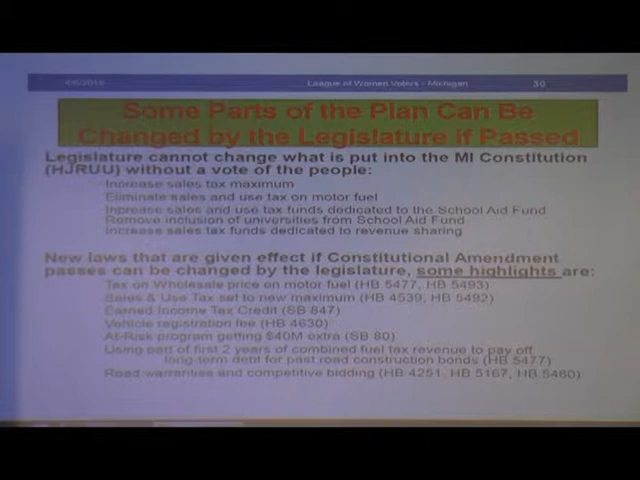 League of Women Voters - Michigan
30
Some Parts of the Plan Can Be
Changed by the Legislature if Passed
Legislature cannot change what is put into the MI Constitution
(HJRUU) without a vote of the people:
Increase sales tax maximum
Eliminate sales and use tax on motor fuel
Increase sales and use tax funds dedicated to the School Aid Fund
Remove inclusion of universities from School Aid Fund
Increase sales tax funds dedicated to revenue sharing
New laws that are given effect if Constitutional Amendment
passes can be changed by the legislature, some highlights are:
Tax on Wholesale price on motor fuel (HB 5477, HB 5493)
Sales & Use Tax set to new maximum (HB 4539, HB 5492)
Earned Income Tax Credit (SB 847)
Vehicle registration fee (HB 4630)
At-Risk program getting $40M extra (SB 80)
Using part of first 2 years of combined fuel tax revenue to pay off
long-term debt for past road construction bonds (HB 5477)
Road warranties and competitive bidding (HB 4251, HB 5167, HB 5460)